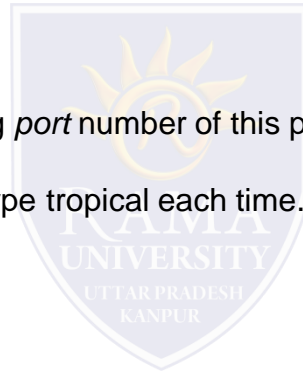 g port number of this p
pe tropical each time.
RAMA
UNIVERSITY
UTTAR PRADESH
KANPUR